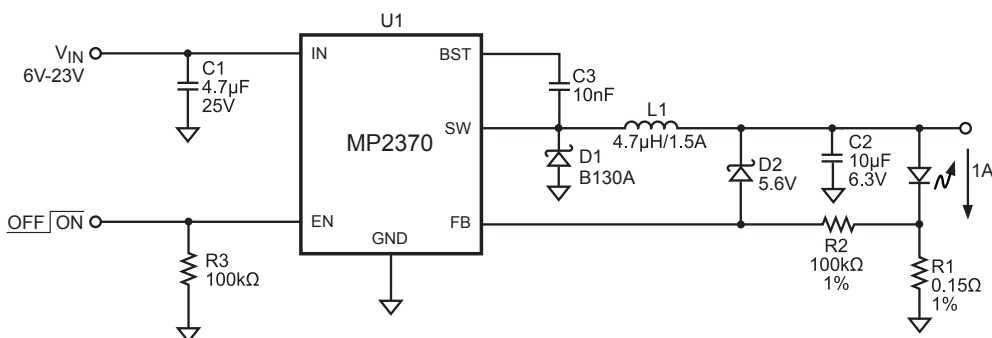 U1
VIN
6V-23V
C1
4.7µF
25V
IN
BST
C3
10nF
SW
L1
4.7µH/1.5A
MP2370
D1
B130A
D2
5.6V
C2
10µF
6.3V
1A
OFF ON
EN
GND
FB
R3
100kΩ
R2
100kΩ
1%
R1
0.15Ω
1%